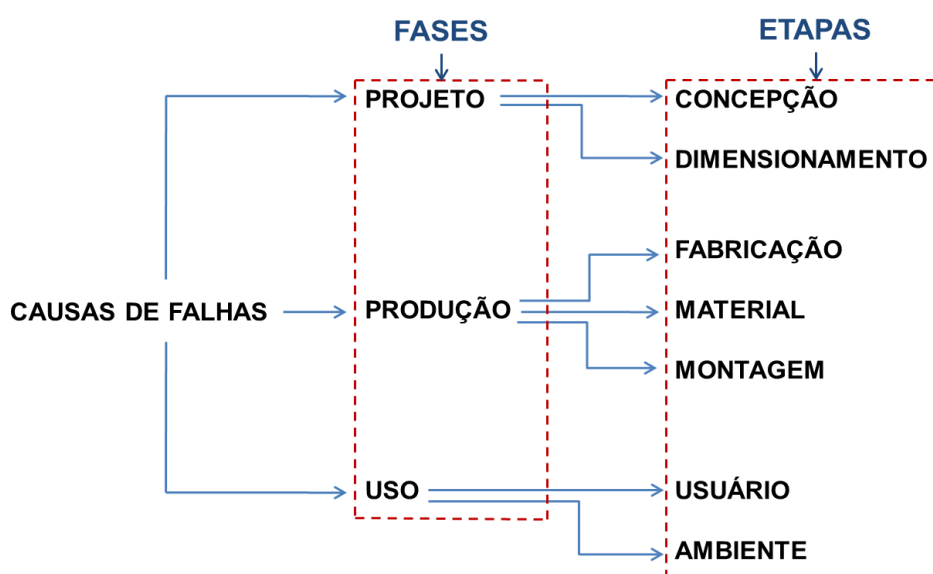 FASES
ETAPAS
PROJETO
CONCEPÇÃO
DIMENSIONAMENTO
FABRICAÇÃO
CAUSAS DE FALHAS
PRODUÇÃO
MATERIAL
MONTAGEM
USO
USUÁRIO
AMBIENTE